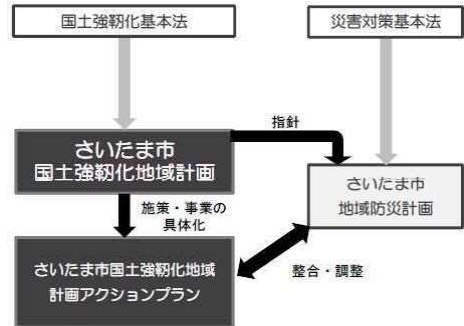 国土強靭化基本法
災害対策基本法
指針
さいたま市
国土強靭化地域計画
さいたま市
地域防災計画
施策・事業の
具体化
さいたま市国土強靭化地域
計画アクションプラン
整合・調整